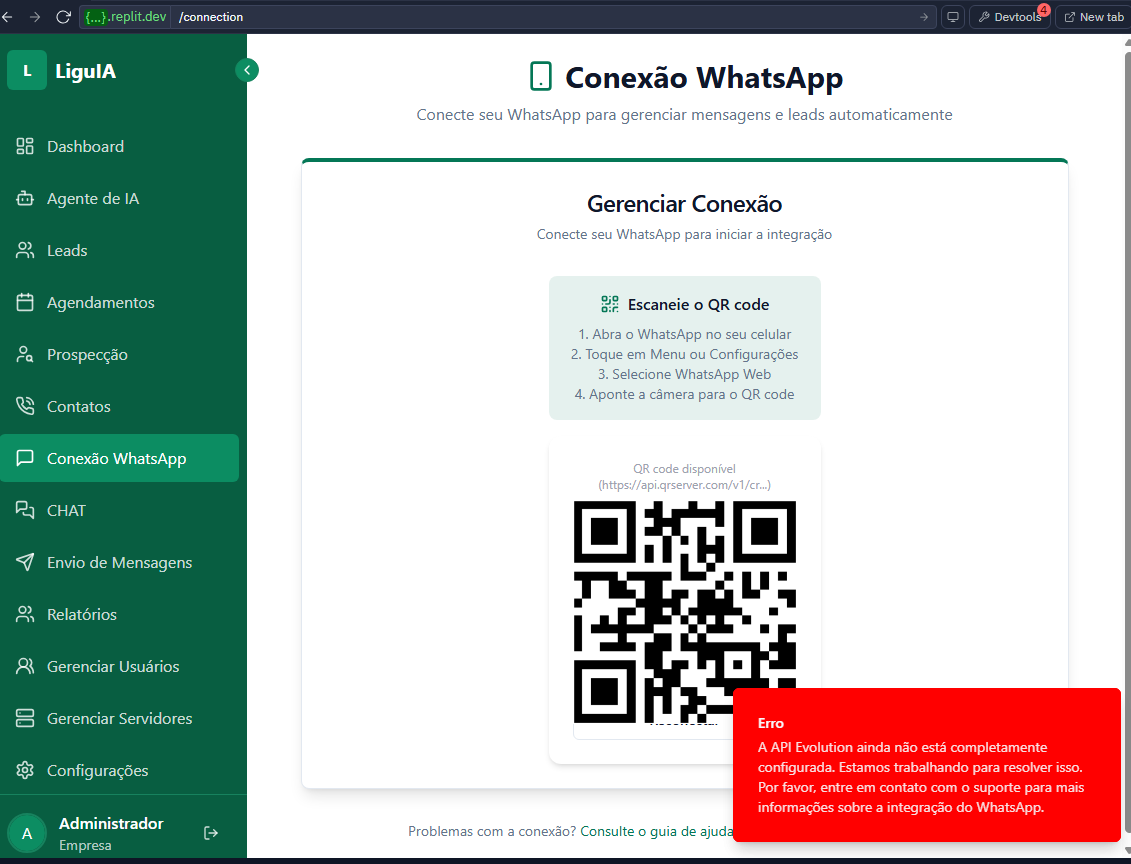 {...}.replit.dev /connection
Devtools 4
New tab
L LiguIA
Dashboard
Agente de IA
Leads
Agendamentos
Prospecção
Contatos
Conexão WhatsApp
CHAT
Envio de Mensagens
Relatórios
Gerenciar Usuários
Gerenciar Servidores
Configurações
A
Administrador
Empresa
Conexão WhatsApp
Conecte seu WhatsApp para gerenciar mensagens e leads automaticamente
Gerenciar Conexão
Conecte seu WhatsApp para iniciar a integração
Escaneie o QR code
1. Abra o WhatsApp no seu celular
2. Toque em Menu ou Configurações
3. Selecione WhatsApp Web
4. Aponte a câmera para o QR code
QR code disponível
(https://api.qrserver.com/v1/cr...)
Problemas com a conexão? Consulte o guia de ajuda
Erro
A API Evolution ainda não está completamente
configurada. Estamos trabalhando para resolver isso.
Por favor, entre em contato com o suporte para mais
informações sobre a integração do WhatsApp.